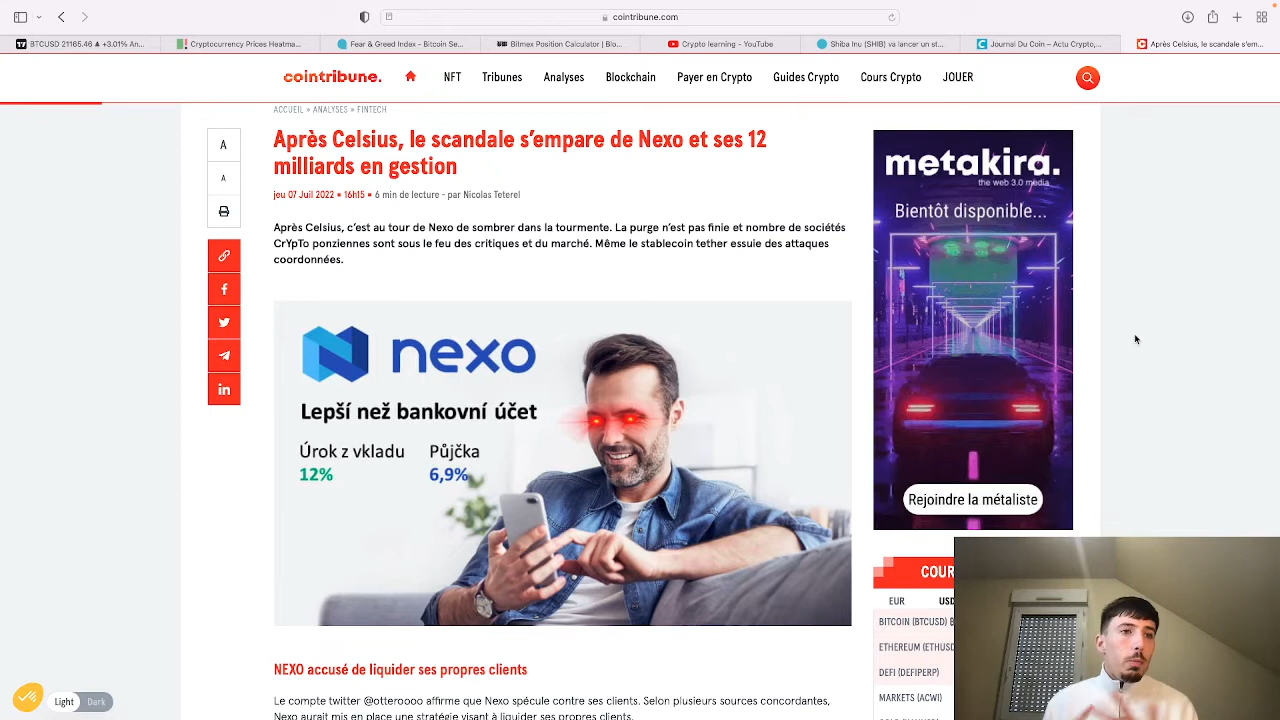 cointribune.com
BTCUSD 21165.46 ▲ +3.01% An...
Cryptocurrency Prices Heatma...
Fear & Greed Index - Bitcoin Se...
Bitmex Position Calculator | Blo...
Crypto learning - YouTube
Shiba Inu (SHIB) va lancer un st...
Journal Du Coin – Actu Crypto,...
Après Celsius, le scandale s'em...
cointribune.
NFT
Tribunes
Analyses
Blockchain
Payer en Crypto
Guides Crypto
Cours Crypto
JOUER
ACCUEIL » ANALYSES » FINTECH
Après Celsius, le scandale s'empare de Nexo et ses 12
milliards en gestion
jeu 07 Juil 2022 ▪ 16h15 ▪ 6 min de lecture - par Nicolas Teterel
A
A
Après Celsius, c'est au tour de Nexo de sombrer dans la tourmente. La purge n'est pas finie et nombre de sociétés
CrYpTo ponziennes sont sous le feu des critiques et du marché. Même le stablecoin tether essuie des attaques
coordonnées.
nexo
Lepší než bankovní účet
Úrok z vkladu
Půjčka
12%
6,9%
metakira.
the web 3.0 media
Bientôt disponible...
Rejoindre la métaliste
COUR
EUR
USD
BITCOIN (BTCUSD)
ETHEREUM (ETHUSD
DEFI (DEFIPERP)
MARKETS (ACWI)
NEXO accusé de liquider ses propres clients
Le compte twitter @otteroooo affirme que Nexo spécule contre ses clients. Selon plusieurs sources concordantes,
Nexo aurait mis en place une stratégie visant à liquider ses propres clients.
Light
Dark